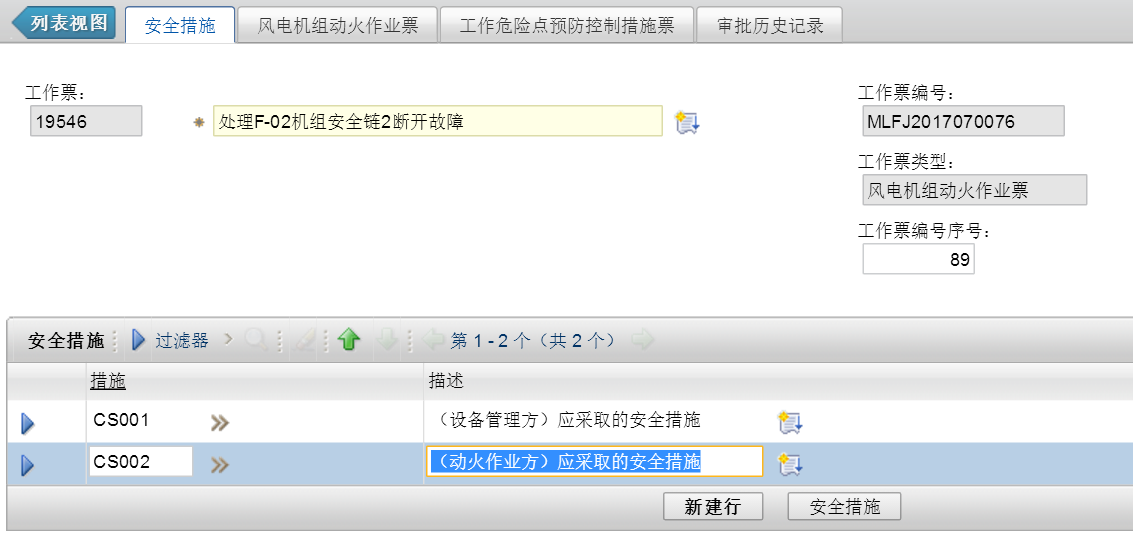 列表视图 安全措施 风电机组动火作业票 工作危险点预防控制措施票 审批历史记录
工作票: 工作票编号:
19546 * 处理F-02机组安全链2断开故障 MLFJ2017070076
工作票类型:
风电机组动火作业票
工作票编号序号:
89
安全措施 过滤器 第 1 - 2 个（共 2 个）
措施 描述
CS001 （设备管理方）应采取的安全措施
CS002 （动火作业方）应采取的安全措施
新建行 安全措施